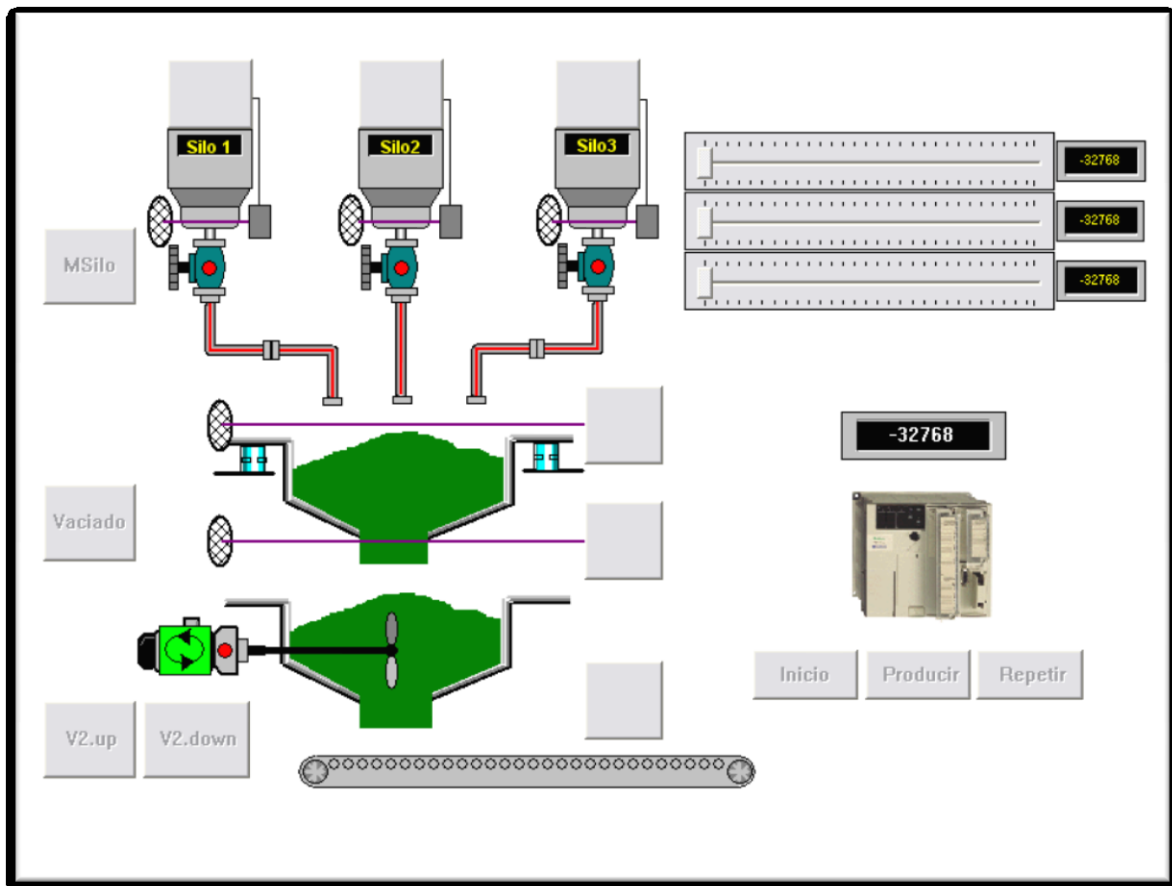 Silo 1
Silo2
Silo3
-32768
-32768
-32768
MSilo
-32768
Vaciado
Inicio
Producir
Repetir
V2.up
V2.down